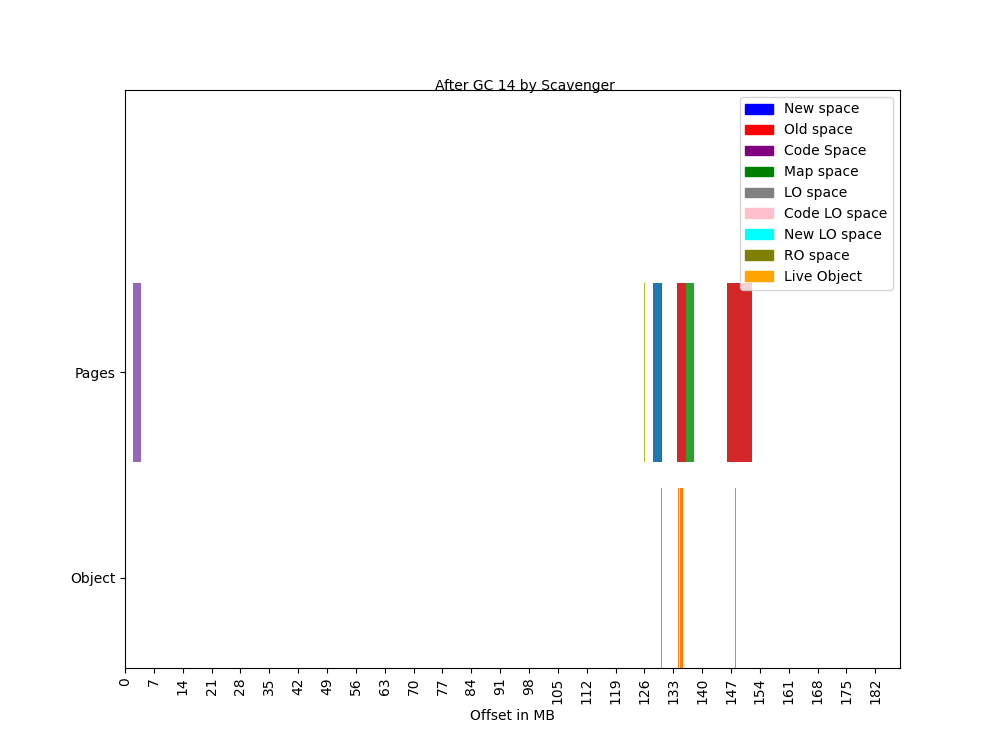 After GC 14 by Scavenger
New space
Old space
Code Space
Map space
LO space
Code LO space
New LO space
RO space
Live Object
Pages
Object
0 7 14 21 28 35 42 49 56 63 70 77 84 91 98 105 112 119 126 133 140 147 154 161 168 175 182
Offset in MB